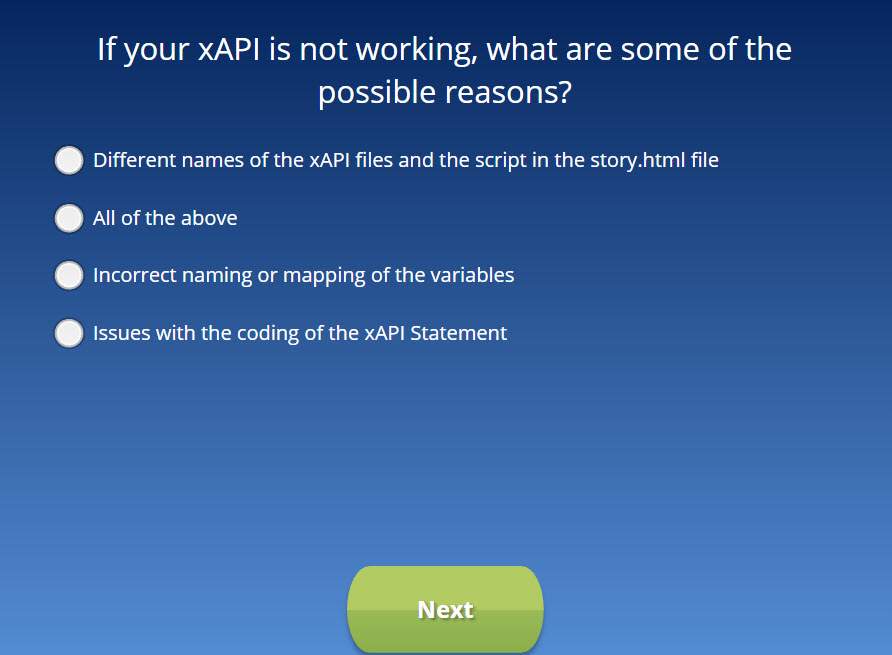 If your xAPI is not working, what are some of the
possible reasons?
Different names of the xAPI files and the script in the story.html file
All of the above
Incorrect naming or mapping of the variables
Issues with the coding of the xAPI Statement
Next